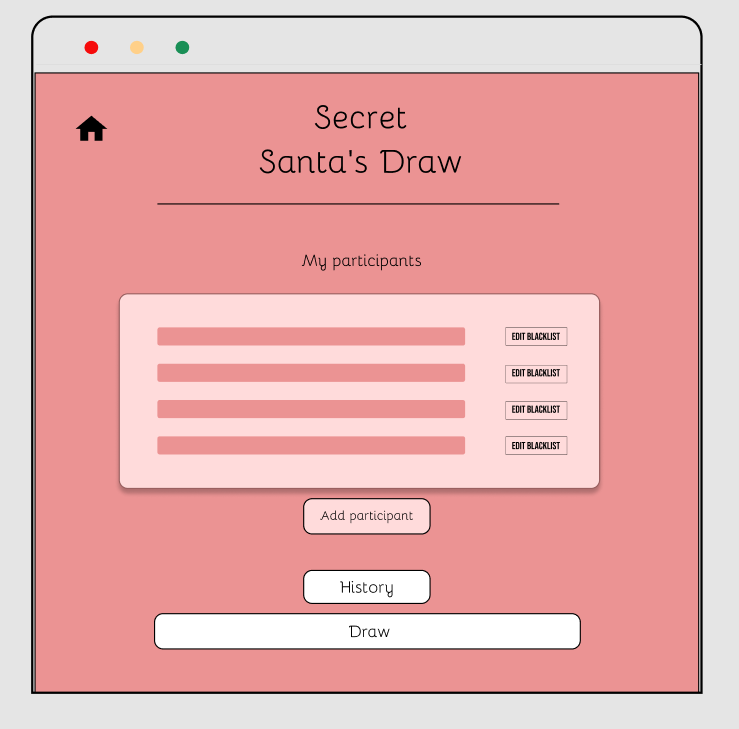 Secret
Santa's Draw
My participants
EDIT BLACKLIST
EDIT BLACKLIST
EDIT BLACKLIST
EDIT BLACKLIST
Add participant
History
Draw